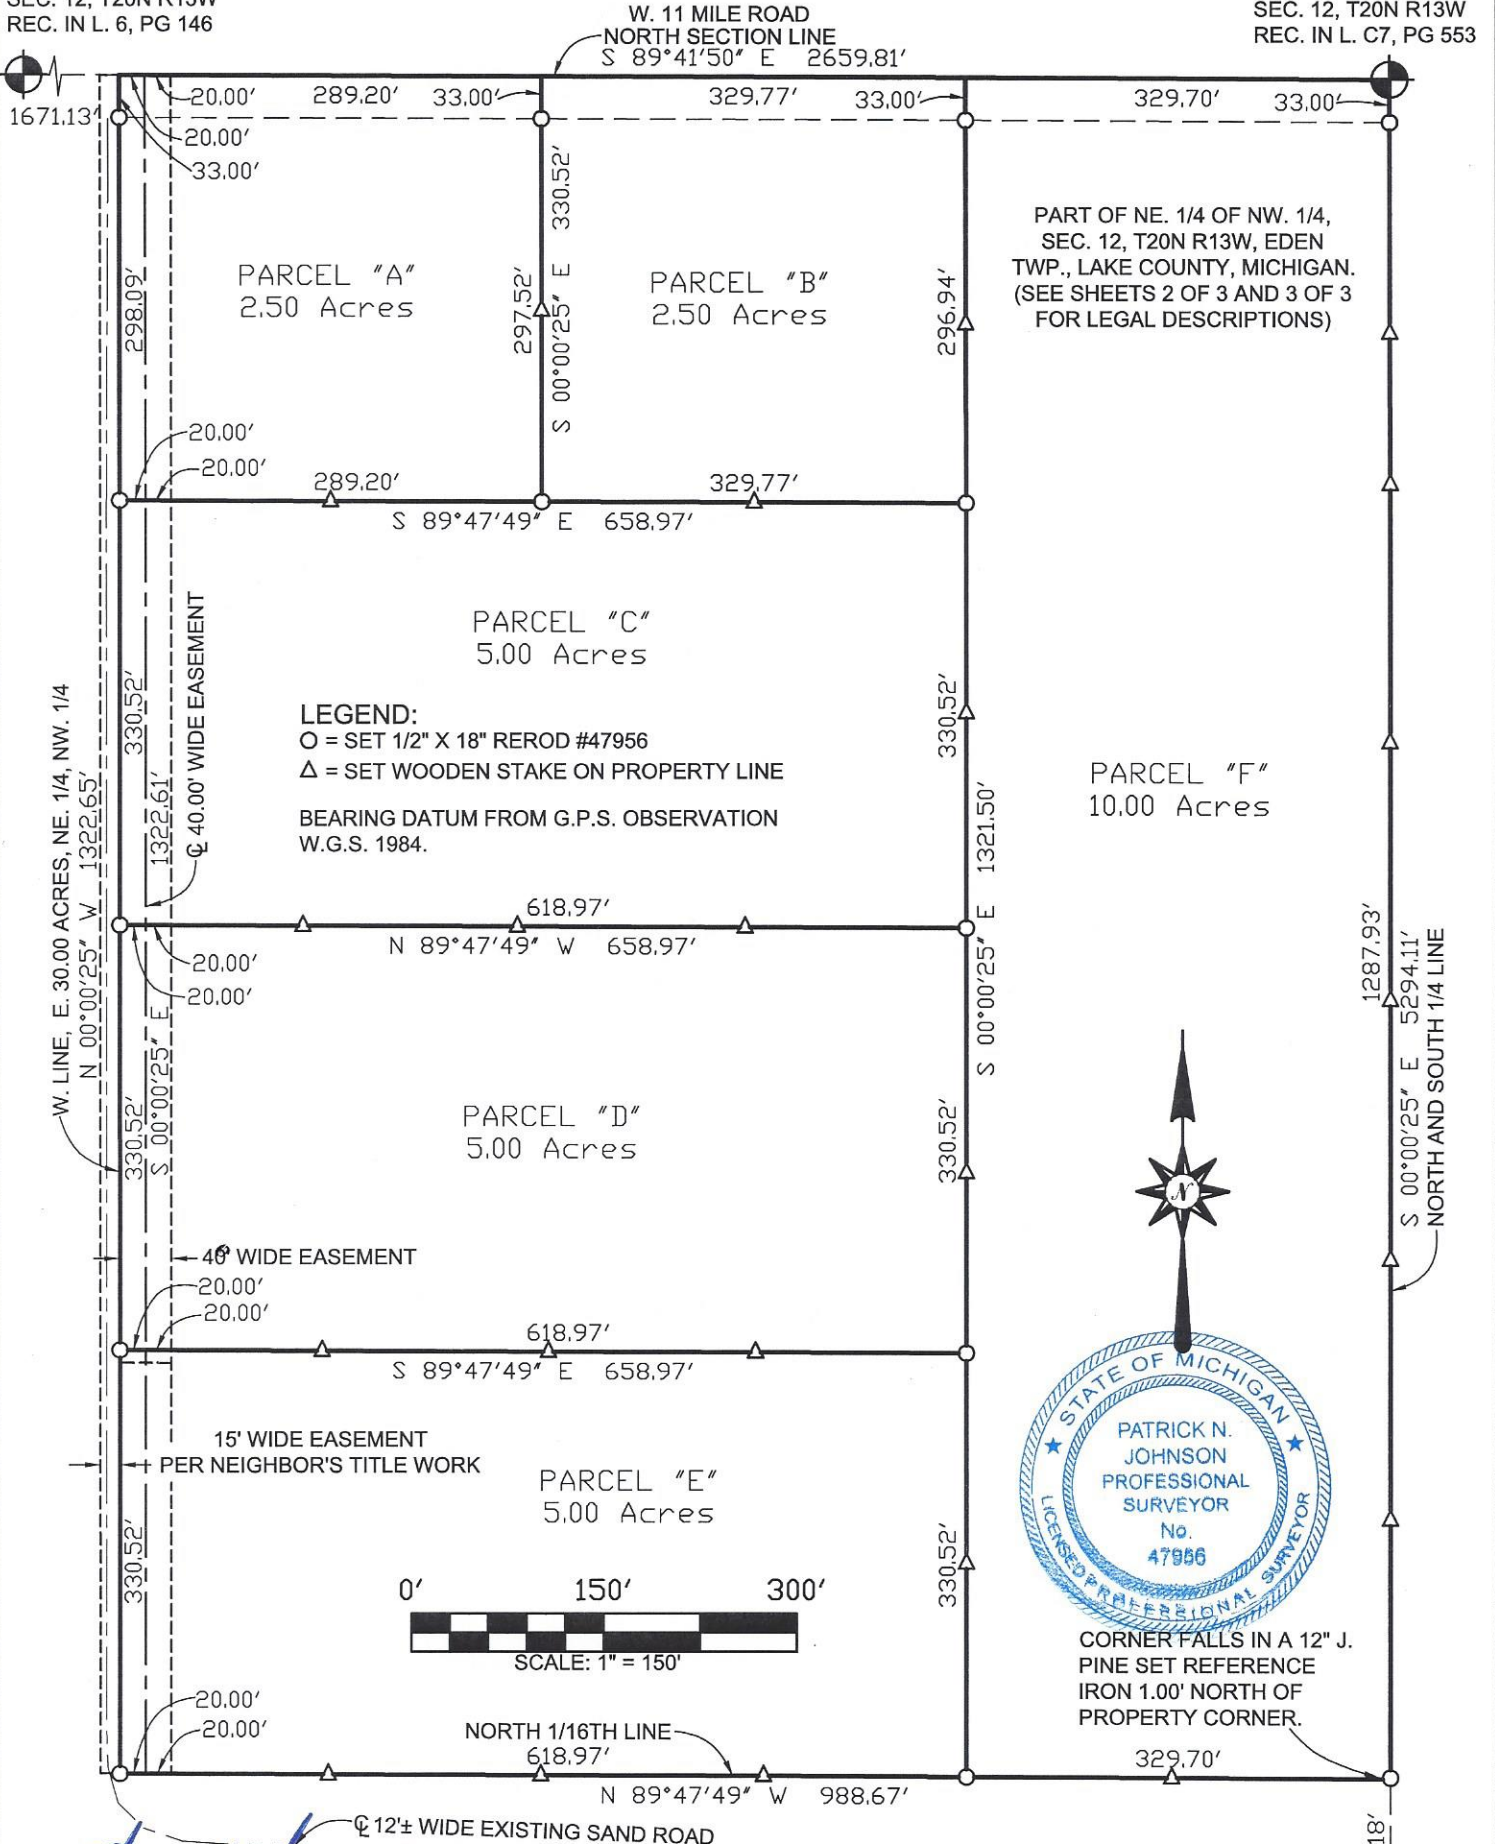 SEC. 12, T20N R13W
REC. IN L. 6, PG 146
W. 11 MILE ROAD
NORTH SECTION LINE
S 89°41'50" E 2659.81'
SEC. 12, T20N R13W
REC. IN L. C7, PG 553
1671.13'
20.00'
289.20'
33.00'
329.77'
33.00'
329.70'
33.00'
20.00'
33.00'
298.09'
PARCEL "A"
2.50 Acres
297.52'
S 00°00'25" E 330.52'
PARCEL "B"
2.50 Acres
296.94'
PART OF NE. 1/4 OF NW. 1/4,
SEC. 12, T20N R13W, EDEN
TWP., LAKE COUNTY, MICHIGAN.
(SEE SHEETS 2 OF 3 AND 3 OF 3
FOR LEGAL DESCRIPTIONS)
20.00'
20.00'
289.20'
329.77'
S 89°47'49" E 658.97'
W. LINE, E. 30.00 ACRES, NE. 1/4, NW. 1/4
N 00°00'25" W 1322.65'
330.52'
S 00°00'25" E 1322.61'
℄ 40.00' WIDE EASEMENT
PARCEL "C"
5.00 Acres
LEGEND:
O = SET 1/2" X 18" REROD #47956
△ = SET WOODEN STAKE ON PROPERTY LINE
BEARING DATUM FROM G.P.S. OBSERVATION
W.G.S. 1984.
330.52'
S 00°00'25" E 1321.50'
PARCEL "F"
10.00 Acres
1287.93'
S 00°00'25" E 5294.11'
NORTH AND SOUTH 1/4 LINE
618.97'
N 89°47'49" W 658.97'
20.00'
20.00'
330.52'
PARCEL "D"
5.00 Acres
330.52'
N
WIDE EASEMENT
20.00'
20.00'
618.97'
S 89°47'49" E 658.97'
15' WIDE EASEMENT
PER NEIGHBOR'S TITLE WORK
330.52'
PARCEL "E"
5.00 Acres
330.52'
STATE OF MICHIGAN
PATRICK N.
JOHNSON
PROFESSIONAL
SURVEYOR
No.
47956
LICENSED PROFESSIONAL SURVEYOR
0' 150' 300'
SCALE: 1" = 150'
CORNER FALLS IN A 12" J.
PINE SET REFERENCE
IRON 1.00' NORTH OF
PROPERTY CORNER.
20.00'
20.00'
NORTH 1/16TH LINE
618.97'
329.70'
N 89°47'49" W 988.67'
℄ 12'± WIDE EXISTING SAND ROAD
18'